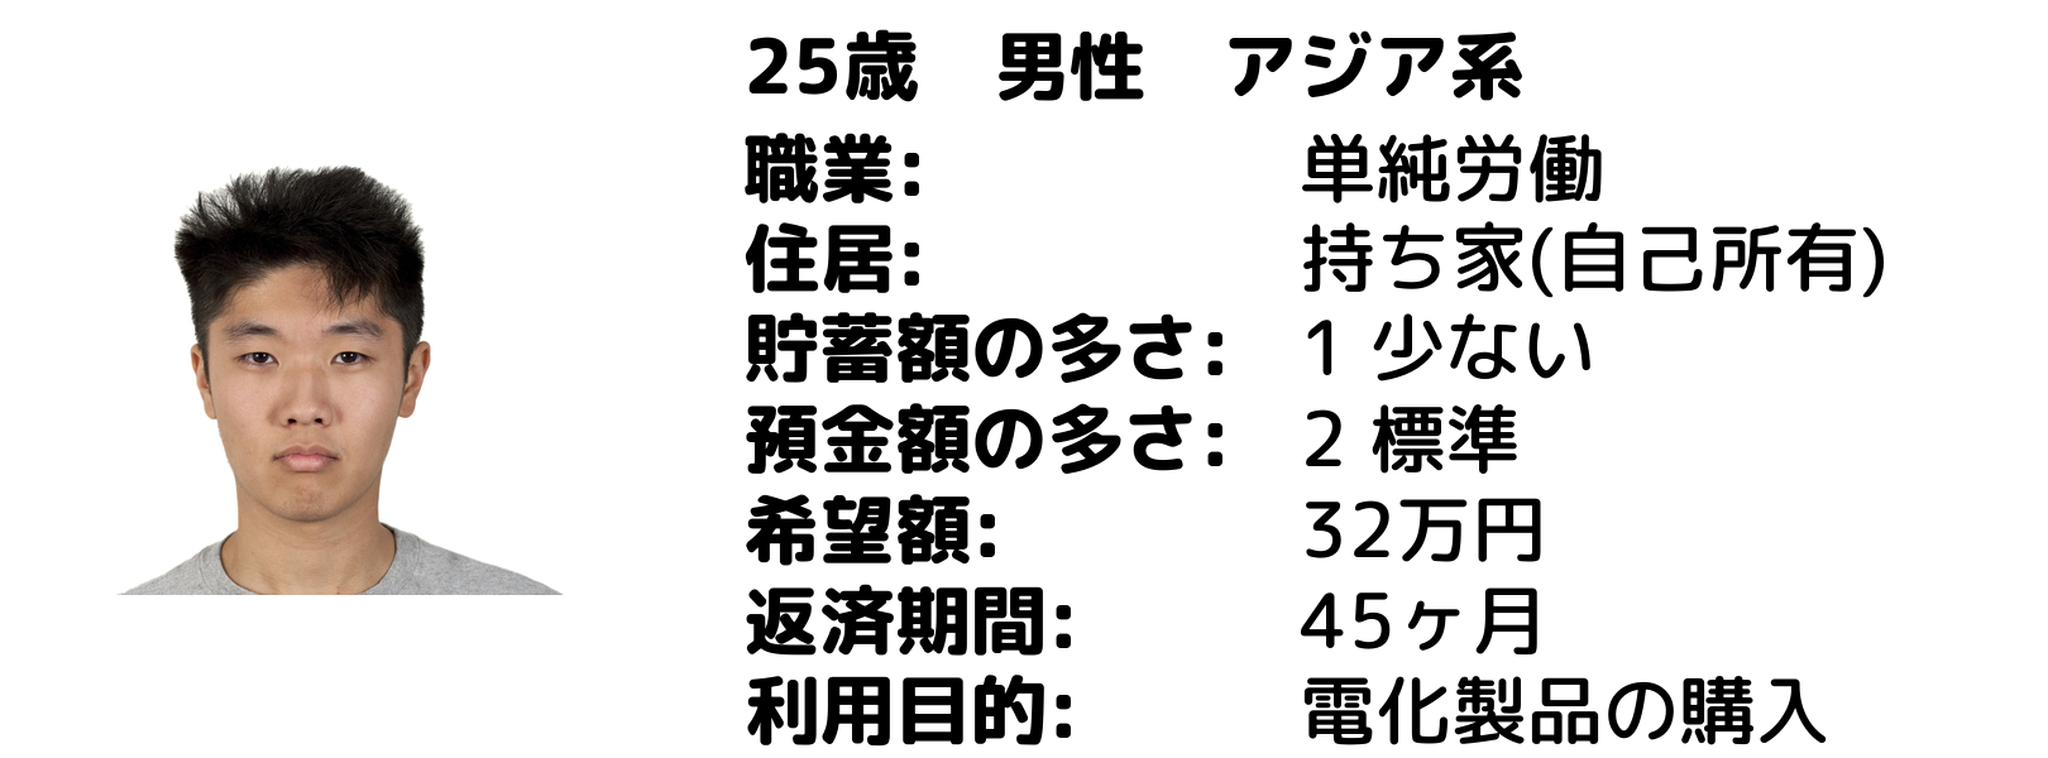 25歳　男性　アジア系
職業: 単純労働
住居: 持ち家(自己所有)
貯蓄額の多さ: 1 少ない
預金額の多さ: 2 標準
希望額: 32万円
返済期間: 45ヶ月
利用目的: 電化製品の購入